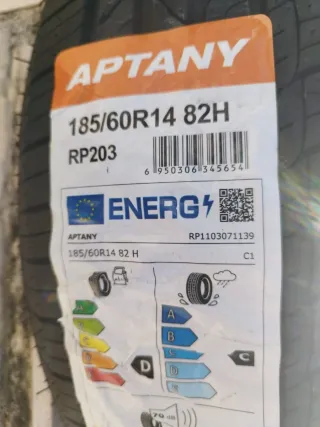 APTANY
185/60R14 82H
RP203
6 950306 345654
ENERG
APTANY
RP1103071139
185/60R14 82 H
C1
A
B
D
C